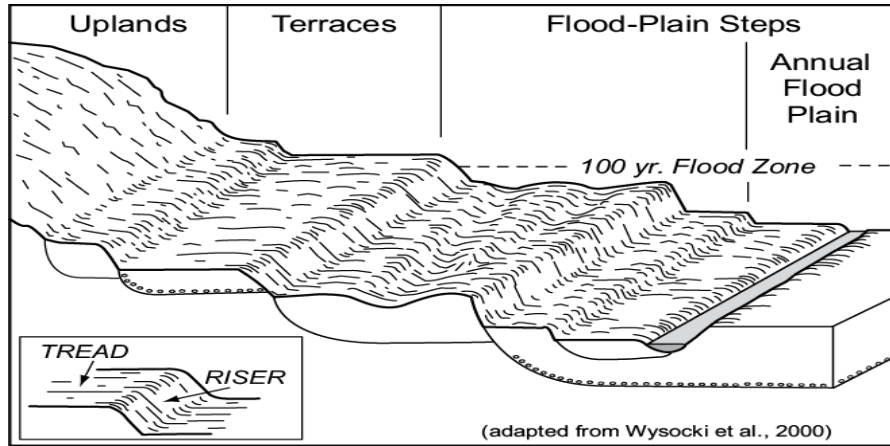 Uplands
Terraces
Flood-Plain Steps
Annual
Flood
Plain
100 yr. Flood Zone
TREAD
RISER
(adapted from Wysocki et al., 2000)